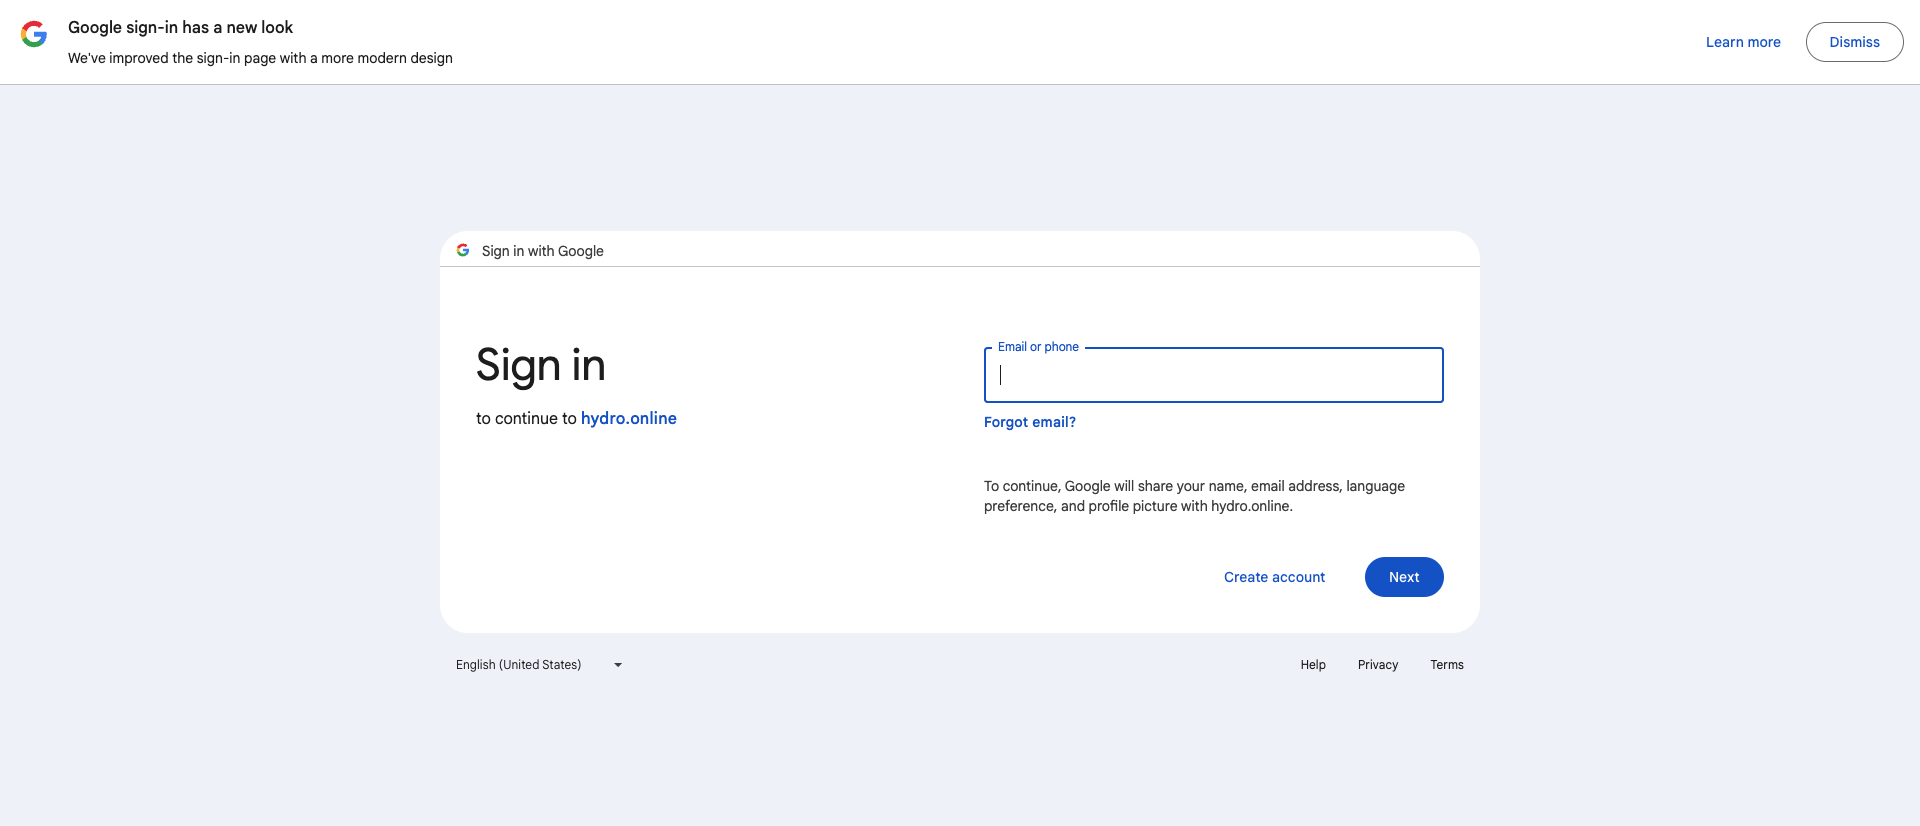 Google sign-in has a new look
We've improved the sign-in page with a more modern design
Learn more
Dismiss
Sign in with Google
Sign in
to continue to hydro.online
Email or phone
Forgot email?
To continue, Google will share your name, email address, language
preference, and profile picture with hydro.online.
Create account
Next
English (United States)
Help
Privacy
Terms